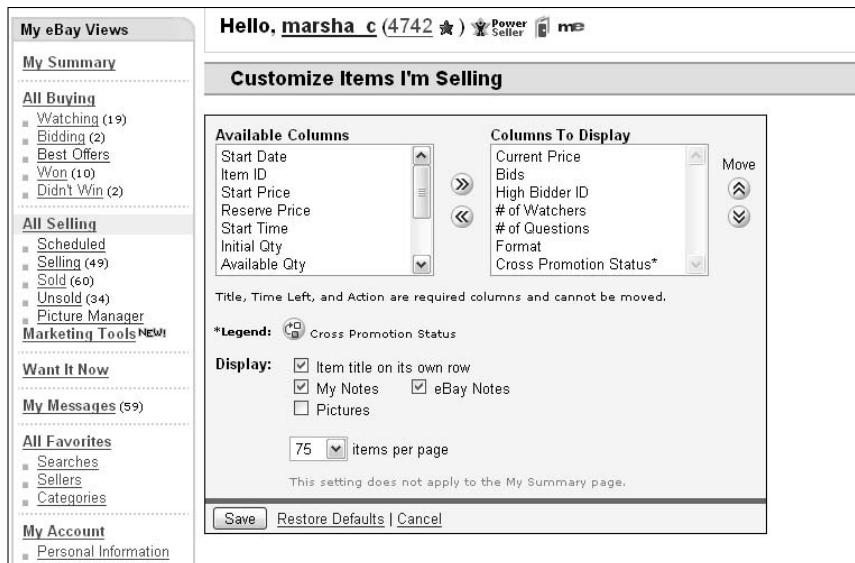 My eBay Views
My Summary
All Buying
Watching (19)
Bidding (2)
Best Offers
Won (10)
Didn't Win (2)
All Selling
Scheduled
Selling (49)
Sold (60)
Unsold (34)
Picture Manager
Marketing Tools NEW!
Want It Now
My Messages (59)
All Favorites
Searches
Sellers
Categories
My Account
Personal Information
Hello, marsha_c (4742 ) Power Seller me
Customize Items I'm Selling
Available Columns
Start Date
Item ID
Start Price
Reserve Price
Start Time
Initial Qty
Available Qty
Columns To Display
Current Price
Bids
High Bidder ID
# of Watchers
# of Questions
Format
Cross Promotion Status*
Move
Title, Time Left, and Action are required columns and cannot be moved.
*Legend: Cross Promotion Status
Display: Item title on its own row
My Notes eBay Notes
Pictures
75 items per page
This setting does not apply to the My Summary page.
Save Restore Defaults | Cancel